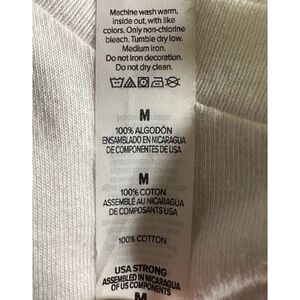 Machine wash warm,
inside out, with like
colors. Only non-chlorine
bleach. Tumble dry low.
Medium iron.
Do not iron decoration.
Do not dry clean.
M
100% ALGODÓN
ENSAMBLADO EN NICARAGUA
DE COMPONENTES DE USA
M
100% COTON
ASSEMBLÉ AU NICARAGUA
DE COMPOSANTS USA
100% COTTON
USA STRONG
ASSEMBLED IN NICARAGUA
OF US COMPONENTS
M